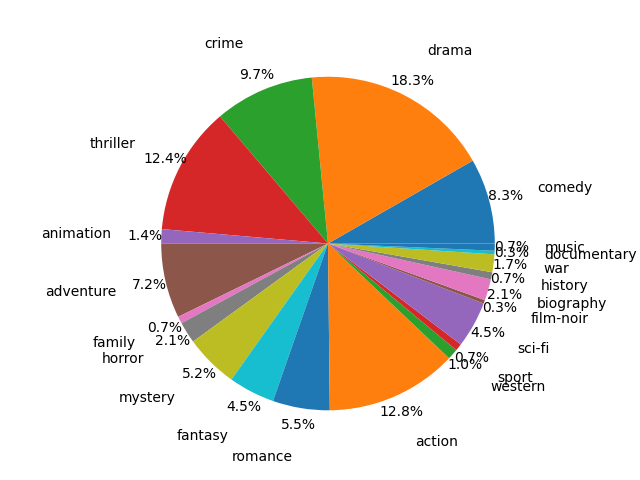 crime
drama
9.7%
18.3%
thriller
12.4%
comedy
8.3%
animation
1.4%
0.7%
music
0.3%
documentary
1.7%
war
0.7%
history
adventure
7.2%
2.1%
biography
0.3%
film-noir
family
0.7%
4.5%
sci-fi
horror
2.1%
0.7%
sport
1.0%
western
mystery
5.2%
fantasy
4.5%
romance
5.5%
12.8%
action